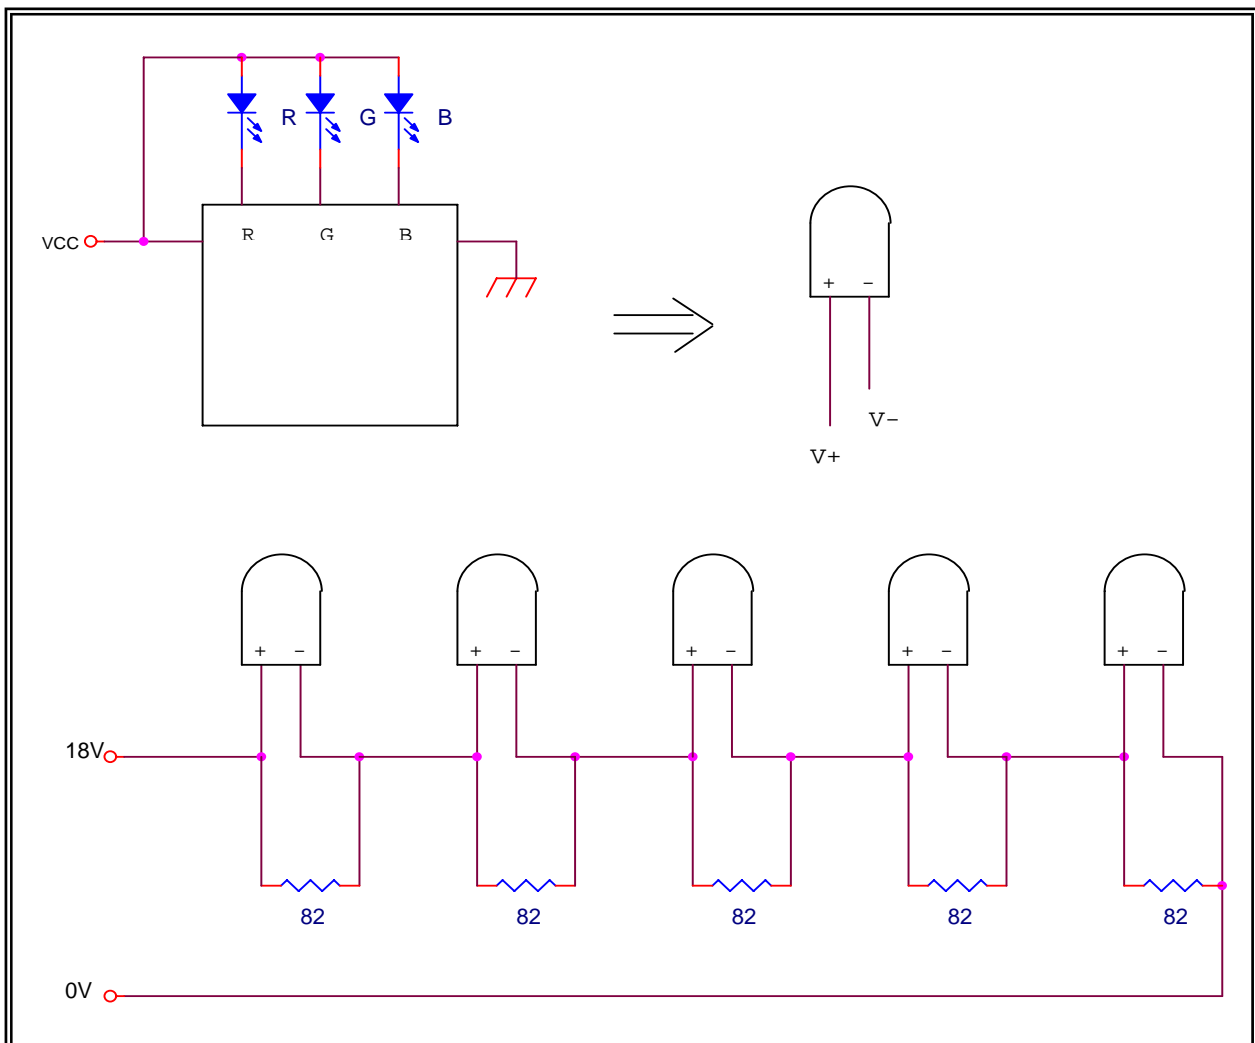 R G B
VCC
R G B
+ -
V-
V+
+ - + - + - + - + -
18V
82 82 82 82 82
0V